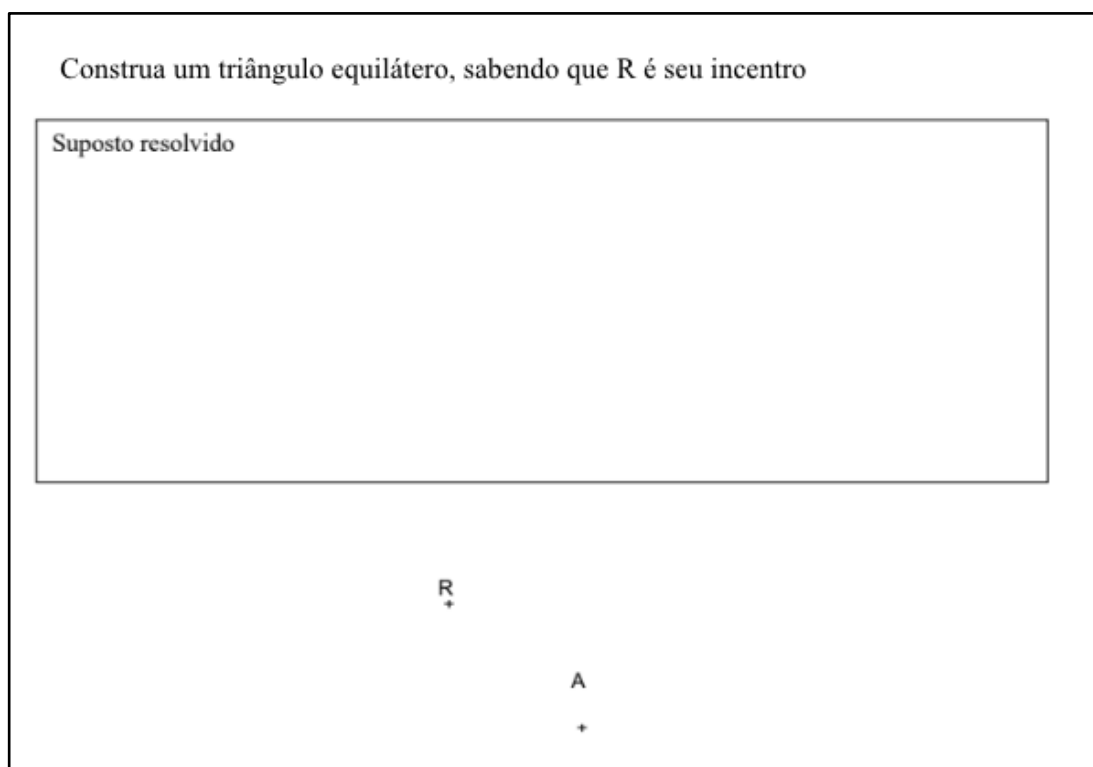 Construa um triângulo equilátero, sabendo que R é seu incentro
Suposto resolvido
R
A